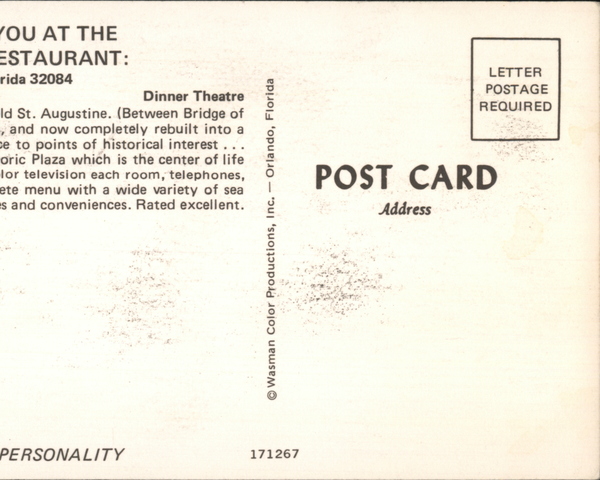 YOU AT THE
ESTAURANT:
rida 32084
Dinner Theatre
ld St. Augustine. (Between Bridge of
, and now completely rebuilt into a
ce to points of historical interest . . .
oric Plaza which is the center of life
lor television each room, telephones,
ete menu with a wide variety of sea
es and conveniences. Rated excellent.
PERSONALITY
© Wasman Color Productions, Inc. — Orlando, Florida
171267
LETTER
POSTAGE
REQUIRED
POST CARD
Address